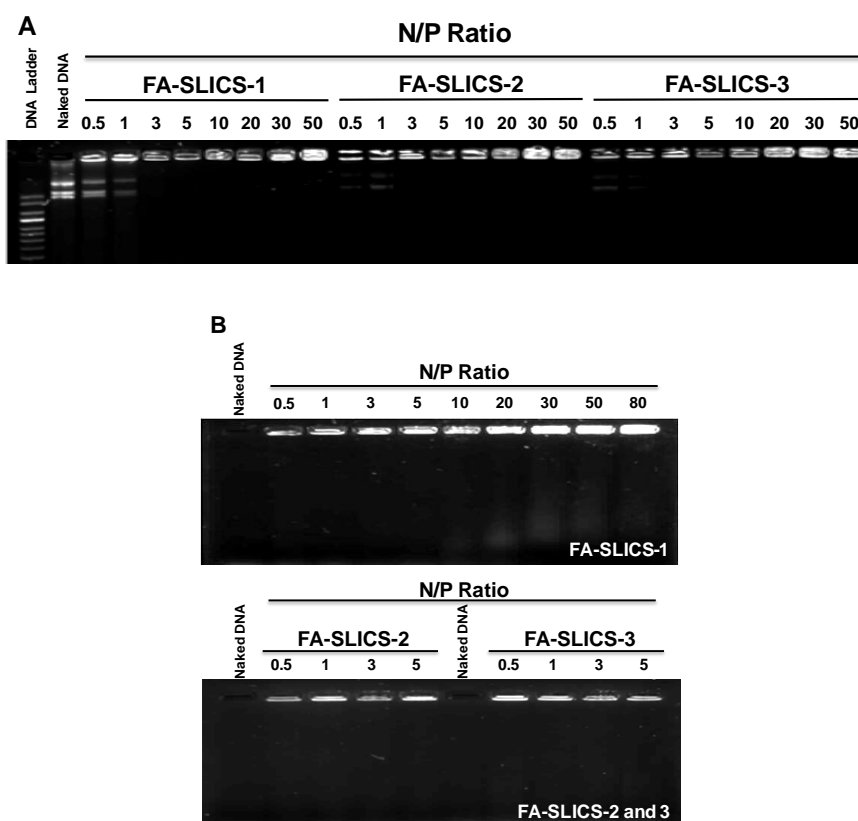 A
N/P Ratio
DNA Ladder
Naked DNA
FA-SLICS-1 FA-SLICS-2 FA-SLICS-3
0.5 1 3 5 10 20 30 50 0.5 1 3 5 10 20 30 50 0.5 1 3 5 10 20 30 50
B
Naked DNA
N/P Ratio
0.5 1 3 5 10 20 30 50 80
FA-SLICS-1
N/P Ratio
Naked DNA
FA-SLICS-2
Naked DNA
FA-SLICS-3
0.5 1 3 5 0.5 1 3 5
FA-SLICS-2 and 3